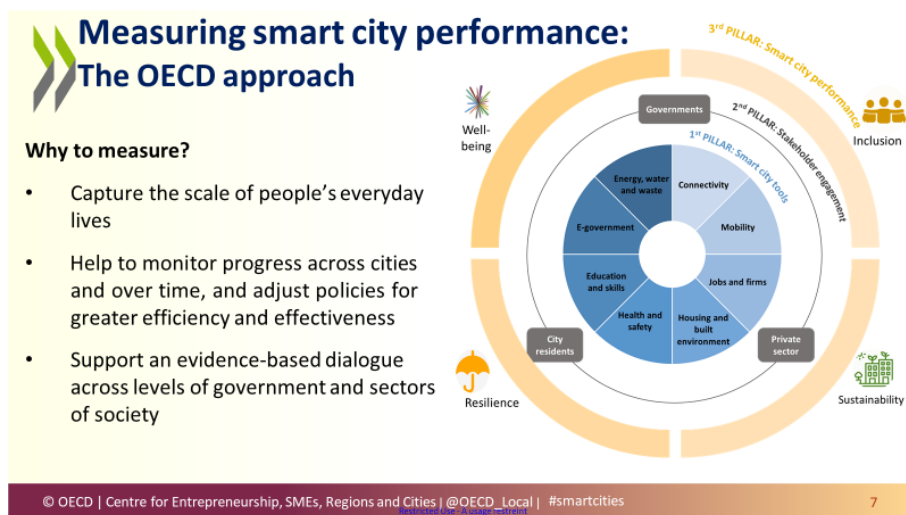 Measuring smart city performance:
The OECD approach
Why to measure?
• Capture the scale of people's everyday
lives
• Help to monitor progress across cities
and over time, and adjust policies for
greater efficiency and effectiveness
• Support an evidence-based dialogue
across levels of government and sectors
of society
3rd PILLAR: Smart city performance
2nd PILLAR: Stakeholder engagement
1st PILLAR: Smart city tools
Well-
being
Inclusion
Resilience
Sustainability
Governments
City
residents
Private
sector
Energy, water
and waste
Connectivity
Mobility
Jobs and firms
Housing and
built
environment
Health and
safety
Education
and skills
E-government
© OECD | Centre for Entrepreneurship, SMEs, Regions and Cities | @OECD_Local | #smartcities
Restricted Use - À usage restreint
7